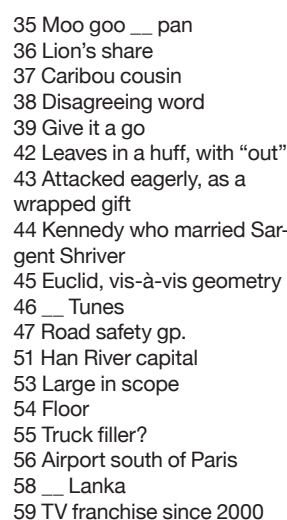 35 Moo goo __ pan
36 Lion’s share
37 Caribou cousin
38 Disagreeing word
39 Give it a go
42 Leaves in a huff, with “out”
43 Attacked eagerly, as a
wrapped gift
44 Kennedy who married Sar-
gent Shriver
45 Euclid, vis-à-vis geometry
46 __ Tunes
47 Road safety gp.
51 Han River capital
53 Large in scope
54 Floor
55 Truck filler?
56 Airport south of Paris
58 __ Lanka
59 TV franchise since 2000